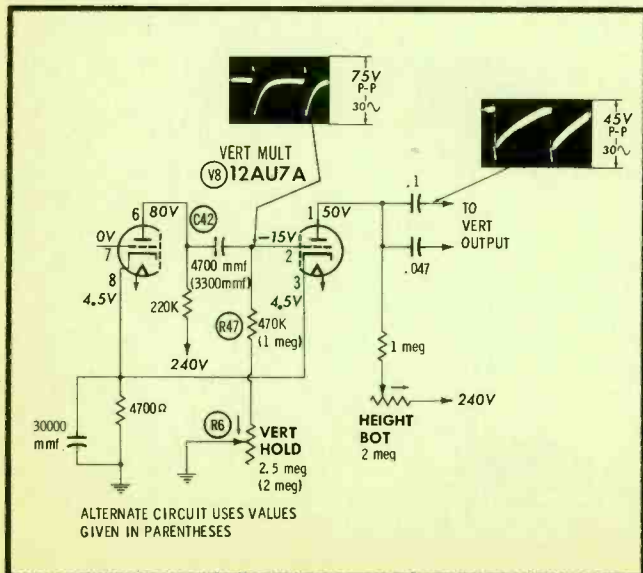 75V
P-P
30∿
45V
P-P
30∿
VERT MULT
V8 12AU7A
.1
6 80V
C42
1 50V
TO
VERT
OUTPUT
0V
7
-15V
2
4700 mmf
(3300mmf)
.047
8
4.5V
3
4.5V
220K
R47
470K
(1 meg)
1 meg
240V
240V
30000
mmf
4700Ω
R6
VERT
HOLD
2.5 meg
(2 meg)
HEIGHT
BOT
2 meg
ALTERNATE CIRCUIT USES VALUES
GIVEN IN PARENTHESES